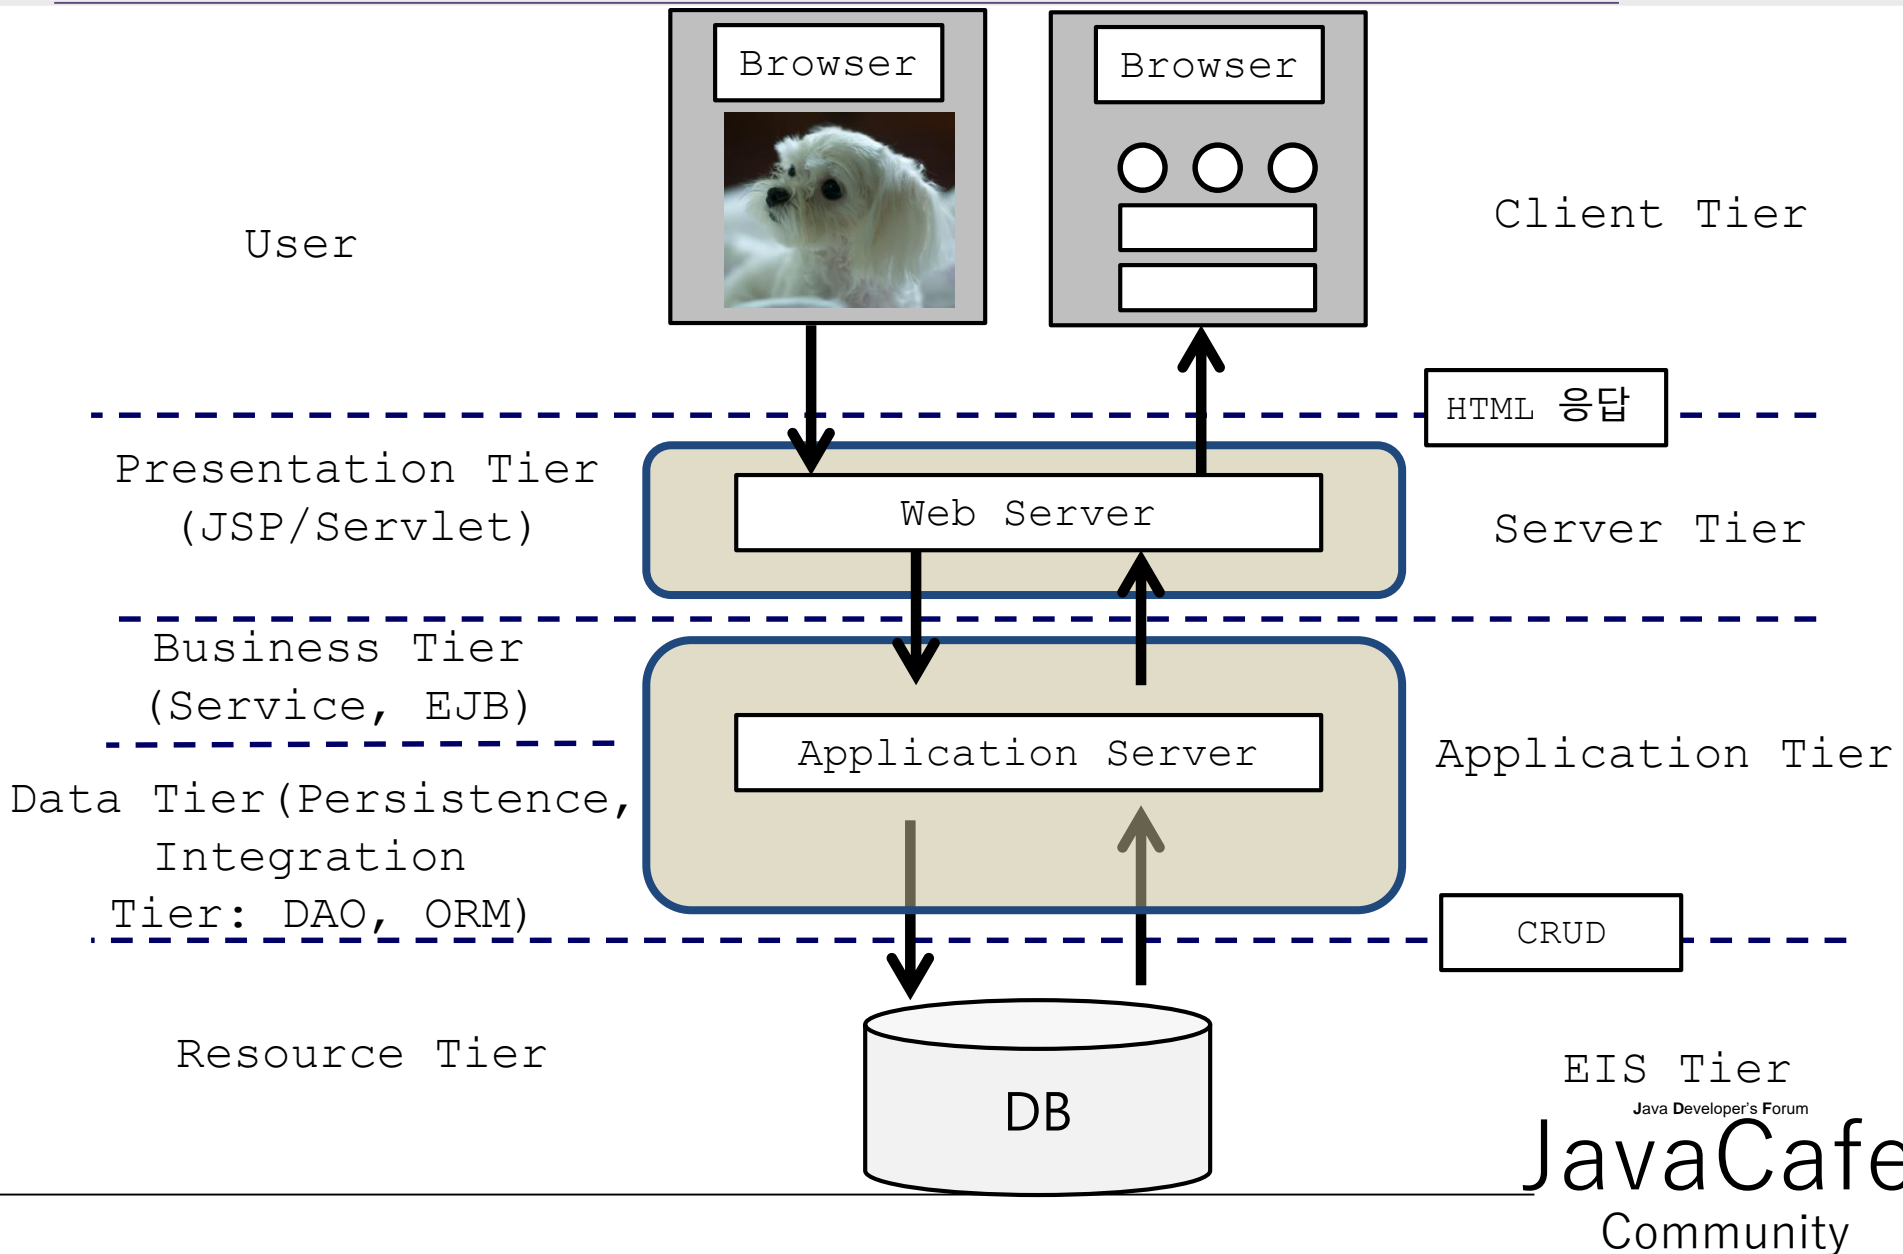 Browser
Browser
User
Client Tier
HTML 응답
Presentation Tier
(JSP/Servlet)
Web Server
Server Tier
Business Tier
(Service, EJB)
Application Server
Application Tier
Data Tier(Persistence,
Integration
Tier: DAO, ORM)
CRUD
Resource Tier
DB
EIS Tier
Java Developer's Forum
JavaCafe
Community